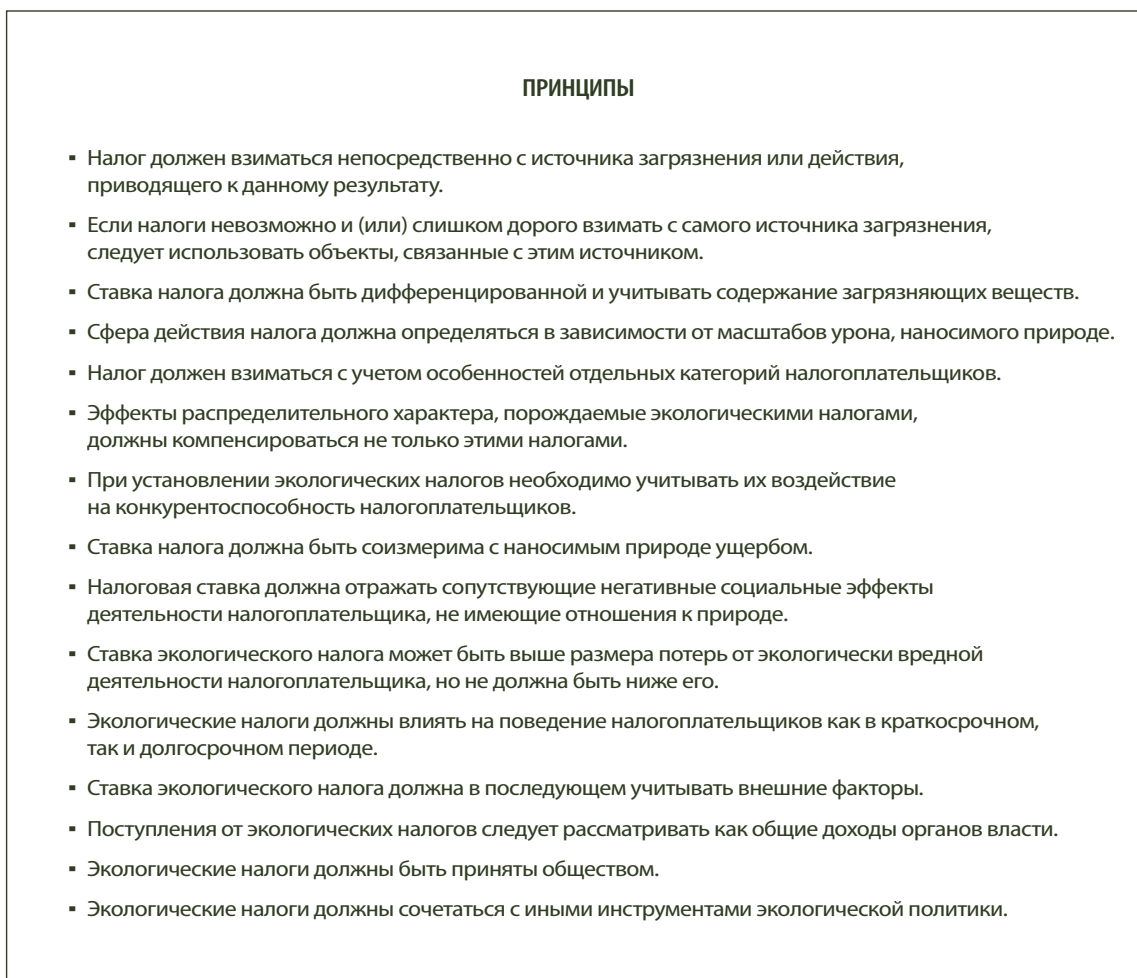 ПРИНЦИПЫ
▪ Налог должен взиматься непосредственно с источника загрязнения или действия,
приводящего к данному результату.
▪ Если налоги невозможно и (или) слишком дорого взимать с самого источника загрязнения,
следует использовать объекты, связанные с этим источником.
▪ Ставка налога должна быть дифференцированной и учитывать содержание загрязняющих веществ.
▪ Сфера действия налога должна определяться в зависимости от масштабов урона, наносимого природе.
▪ Налог должен взиматься с учетом особенностей отдельных категорий налогоплательщиков.
▪ Эффекты распределительного характера, порождаемые экологическими налогами,
должны компенсироваться не только этими налогами.
▪ При установлении экологических налогов необходимо учитывать их воздействие
на конкурентоспособность налогоплательщиков.
▪ Ставка налога должна быть соизмерима с наносимым природе ущербом.
▪ Налоговая ставка должна отражать сопутствующие негативные социальные эффекты
деятельности налогоплательщика, не имеющие отношения к природе.
▪ Ставка экологического налога может быть выше размера потерь от экологически вредной
деятельности налогоплательщика, но не должна быть ниже его.
▪ Экологические налоги должны влиять на поведение налогоплательщиков как в краткосрочном,
так и долгосрочном периоде.
▪ Ставка экологического налога должна в последующем учитывать внешние факторы.
▪ Поступления от экологических налогов следует рассматривать как общие доходы органов власти.
▪ Экологические налоги должны быть приняты обществом.
▪ Экологические налоги должны сочетаться с иными инструментами экологической политики.